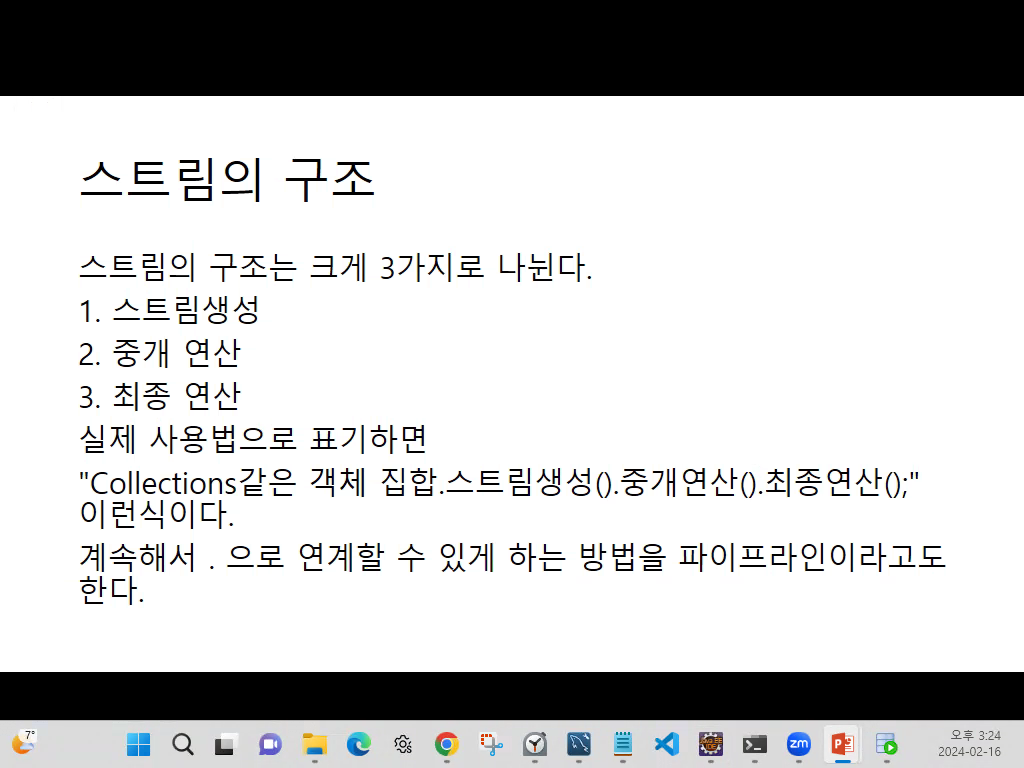 스트림의 구조
스트림의 구조는 크게 3가지로 나뉜다.
1. 스트림생성
2. 중개 연산
3. 최종 연산
실제 사용법으로 표기하면
"Collections같은 객체 집합.스트림생성().중개연산().최종연산();"
이런식이다.
계속해서 . 으로 연계할 수 있게 하는 방법을 파이프라인이라고도
한다.
7°
zm
오후 3:24
2024-02-16